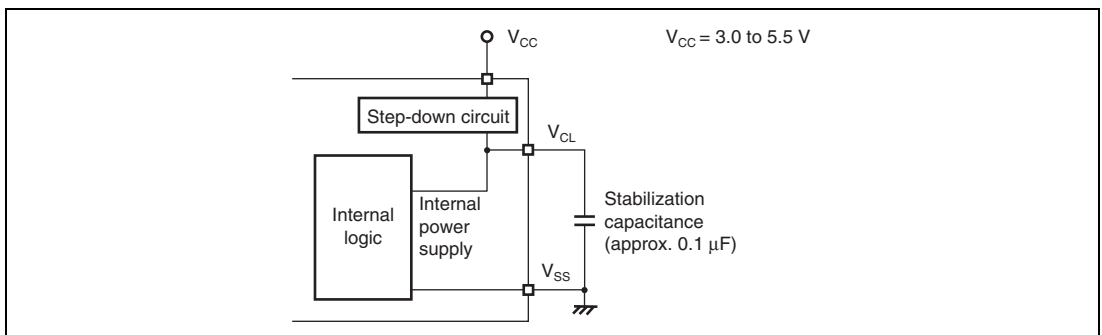 V_CC
V_CC = 3.0 to 5.5 V
Step-down circuit
V_CL
Internal
logic
Internal
power
supply
Stabilization
capacitance
(approx. 0.1 μF)
V_SS